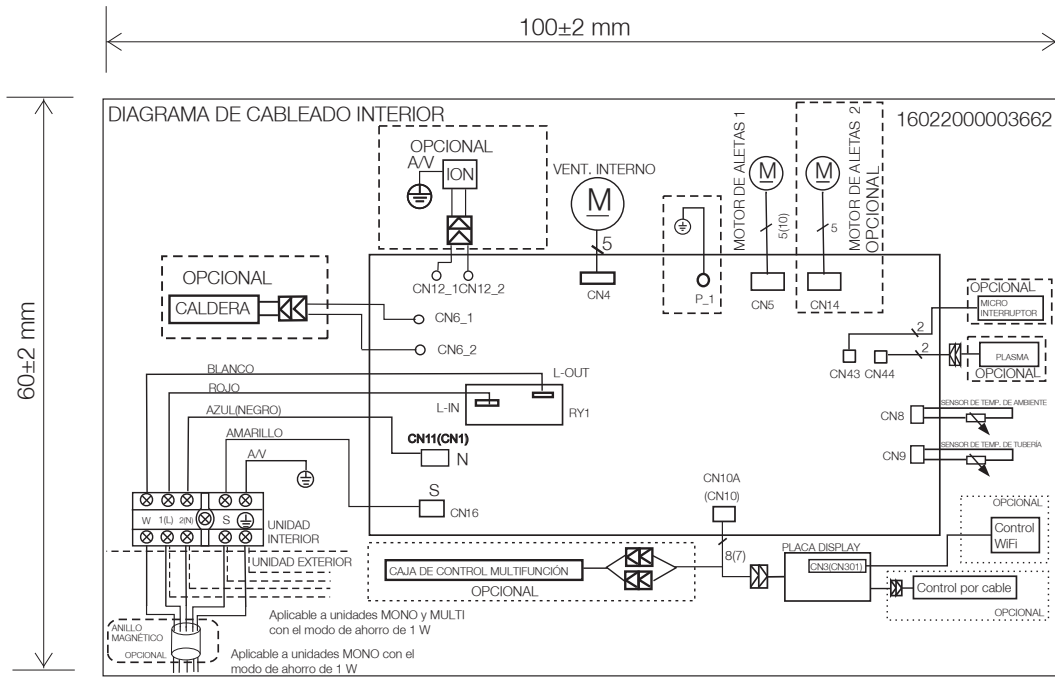 100±2 mm
60±2 mm
DIAGRAMA DE CABLEADO INTERIOR
16022000003662
OPCIONAL
A/V
ION
VENT. INTERNO
M
5
CN4
CN12_1
CN12_2
P_1
MOTOR DE ALETAS 1
M
5(10)
CN5
MOTOR DE ALETAS 2
OPCIONAL
M
5
CN14
OPCIONAL
CALDERA
CN6_1
CN6_2
OPCIONAL
MICRO
INTERRUPTOR
2
2
CN43
CN44
PLASMA
OPCIONAL
BLANCO
L-OUT
ROJO
L-IN
RY1
AZUL(NEGRO)
CN11(CN1)
N
AMARILLO
A/V
S
CN16
CN8
SENSOR DE TEMP. DE AMBIENTE
CN9
SENSOR DE TEMP. DE TUBERÍA
CN10A
(CN10)
8(7)
W
1(L)
2(N)
S
UNIDAD
INTERIOR
UNIDAD EXTERIOR
CAJA DE CONTROL MULTIFUNCIÓN
OPCIONAL
PLACA DISPLAY
CN3(CN301)
OPCIONAL
Control
WiFi
Control por cable
OPCIONAL
ANILLO
MAGNÉTICO
OPCIONAL
Aplicable a unidades MONO y MULTI
con el modo de ahorro de 1 W
Aplicable a unidades MONO con el
modo de ahorro de 1 W